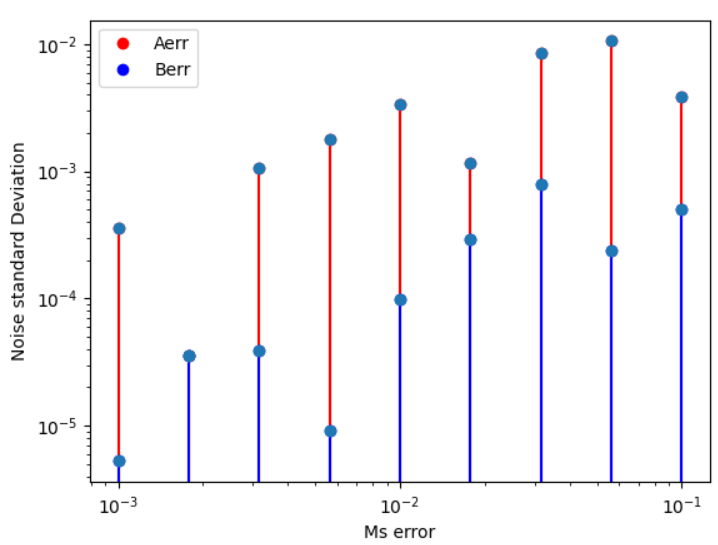 10⁻²
10⁻³
10⁻⁴
10⁻⁵
Noise standard Deviation
Aerr
Berr
10⁻³
10⁻²
10⁻¹
Ms error